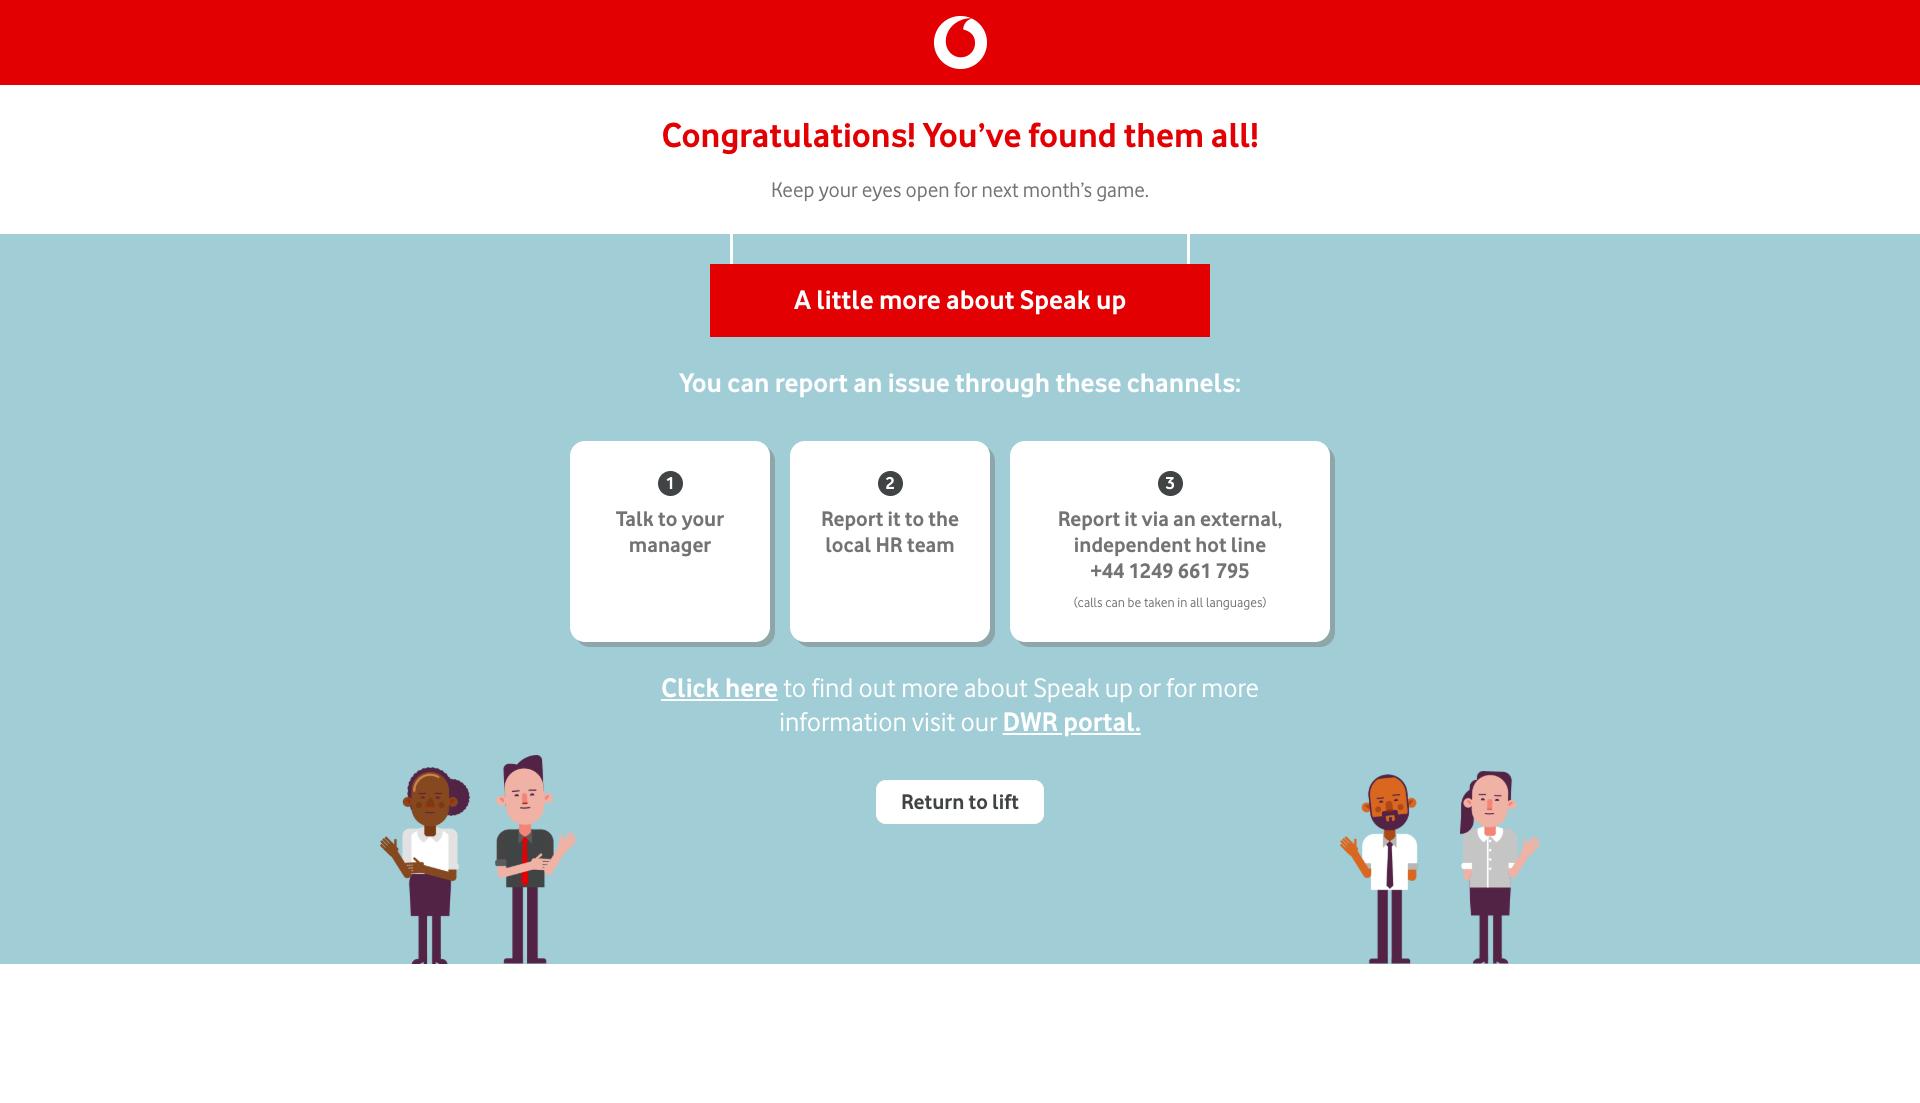 Congratulations! You’ve found them all!
Keep your eyes open for next month’s game.
A little more about Speak up
You can report an issue through these channels:
1
Talk to your
manager
2
Report it to the
local HR team
3
Report it via an external,
independent hot line
+44 1249 661 795
(calls can be taken in all languages)
Click here to find out more about Speak up or for more
information visit our DWR portal.
Return to lift